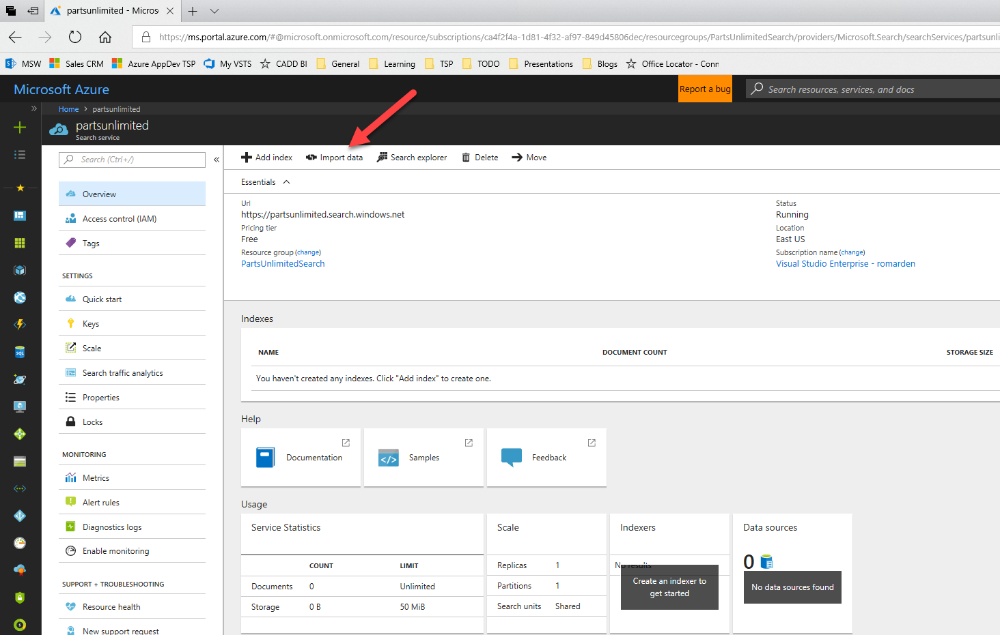 partsunlimited - Micros
https://ms.portal.azure.com/#@microsoft.onmicrosoft.com/resource/subscriptions/ca4f2f4a-1d81-4f32-af97-849d45806dec/resourcegroups/PartsUnlimitedSearch/providers/Microsoft.Search/searchServices/partsunli
MSW Sales CRM Azure AppDev TSP My VSTS CADD BI General Learning TSP TODO Presentations Blogs Office Locator - Conn
Microsoft Azure
Report a bug
Search resources, services, and docs
Home > partsunlimited
partsunlimited
Search service
Search (Ctrl+/)
Overview
Access control (IAM)
Tags
SETTINGS
Quick start
Keys
Scale
Search traffic analytics
Properties
Locks
MONITORING
Metrics
Alert rules
Diagnostics logs
Enable monitoring
SUPPORT + TROUBLESHOOTING
Resource health
New support request
SQL
Add index Import data Search explorer Delete Move
Essentials
Url
https://partsunlimited.search.windows.net
Pricing tier
Free
Resource group (change)
PartsUnlimitedSearch
Status
Running
Location
East US
Subscription name (change)
Visual Studio Enterprise - romarden
Indexes
NAME DOCUMENT COUNT STORAGE SIZE
You haven't created any indexes. Click "Add index" to create one.
Help
Documentation
Samples
Feedback
Usage
Service Statistics
COUNT LIMIT
Documents 0 Unlimited
Storage 0 B 50 MiB
Scale
Replicas 1
Partitions 1
Search units Shared
Indexers
No results
Create an indexer to
get started
Data sources
0
No data sources found